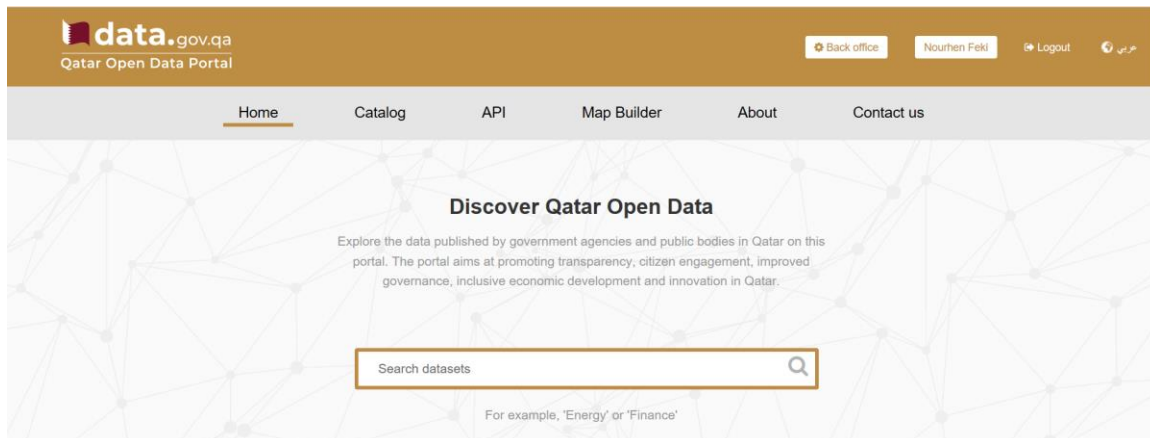 data.gov.qa
Qatar Open Data Portal
Back office
Nourhen Feki
Logout
عربي
Home
Catalog
API
Map Builder
About
Contact us
Discover Qatar Open Data
Explore the data published by government agencies and public bodies in Qatar on this
portal. The portal aims at promoting transparency, citizen engagement, improved
governance, inclusive economic development and innovation in Qatar.
Search datasets
For example, 'Energy' or 'Finance'